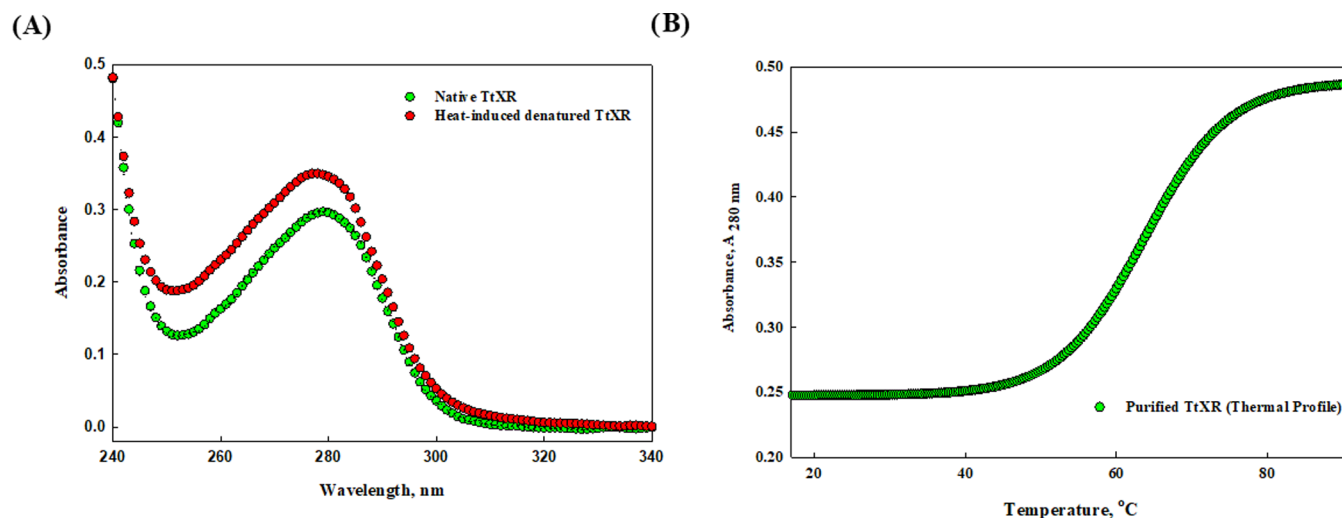 (A)
0.5
0.4
0.3
0.2
0.1
0.0
Absorbance
240 260 280 300 320 340
Wavelength, nm
Native TtXR
Heat-induced denatured TtXR
(B)
0.50
0.45
0.40
0.35
0.30
0.25
0.20
Absorbance, A 280 nm
20 40 60 80
Temperature, °C
Purified TtXR (Thermal Profile)